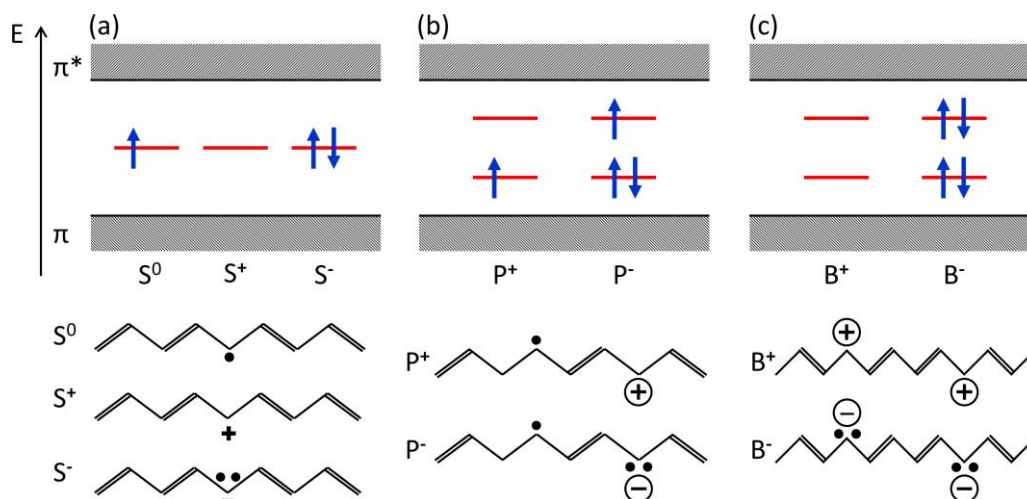 E (a) (b) (c)
π*
π
S⁰ S⁺ S⁻ P⁺ P⁻ B⁺ B⁻
S⁰
P⁺ + B⁺ + +
S⁺
+
P⁻ − B⁻ − −
S⁻